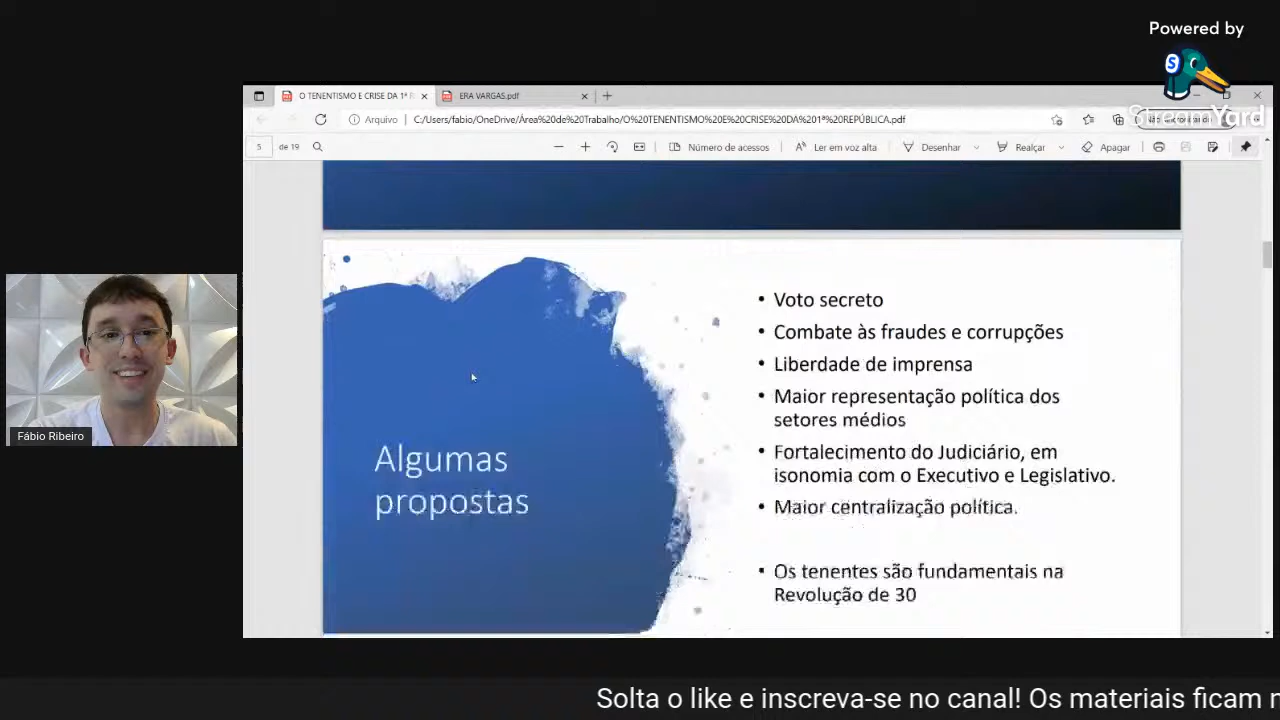 Powered by
StreamYard
O TENENTISMO E CRISE DA 1ª
ERA VARGAS.pdf
Arquivo
C:/Users/fabio/OneDrive/Área%20de%20Trabalho/O%20TENENTISMO%20E%20CRISE%20DA%201ª%20REPÚBLICA.pdf
5 de 19
Número de acessos
Ler em voz alta
Desenhar
Realçar
Apagar
Algumas
propostas
• Voto secreto
• Combate às fraudes e corrupções
• Liberdade de imprensa
• Maior representação política dos
setores médios
• Fortalecimento do Judiciário, em
isonomia com o Executivo e Legislativo.
• Maior centralização política.
• Os tenentes são fundamentais na
Revolução de 30
Fábio Ribeiro
Solta o like e inscreva-se no canal! Os materiais ficam